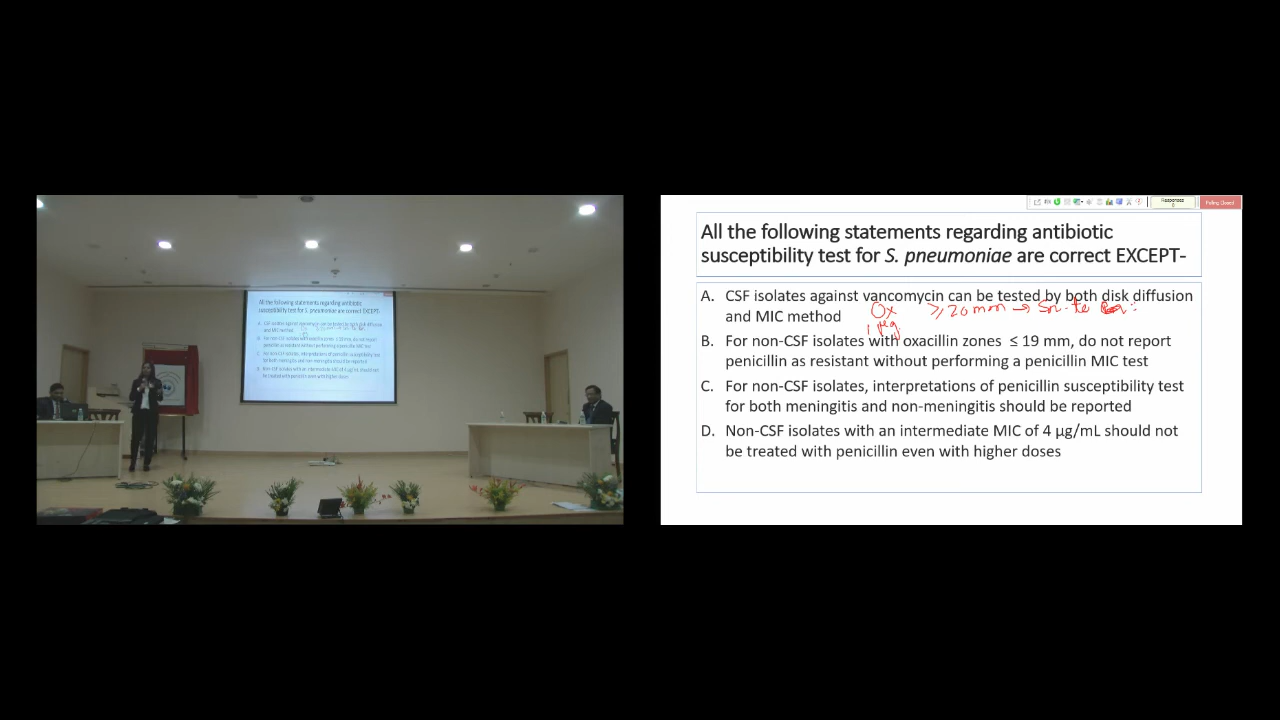 Responses
0
Polling Closed
All the following statements regarding antibiotic
susceptibility test for S. pneumoniae are correct EXCEPT-
A. CSF isolates against vancomycin can be tested by both disk diffusion
and MIC method
Ox ≥ 20 mm →
1 µg
B. For non-CSF isolates with oxacillin zones ≤ 19 mm, do not report
penicillin as resistant without performing a penicillin MIC test
C. For non-CSF isolates, interpretations of penicillin susceptibility test
for both meningitis and non-meningitis should be reported
D. Non-CSF isolates with an intermediate MIC of 4 µg/mL should not
be treated with penicillin even with higher doses